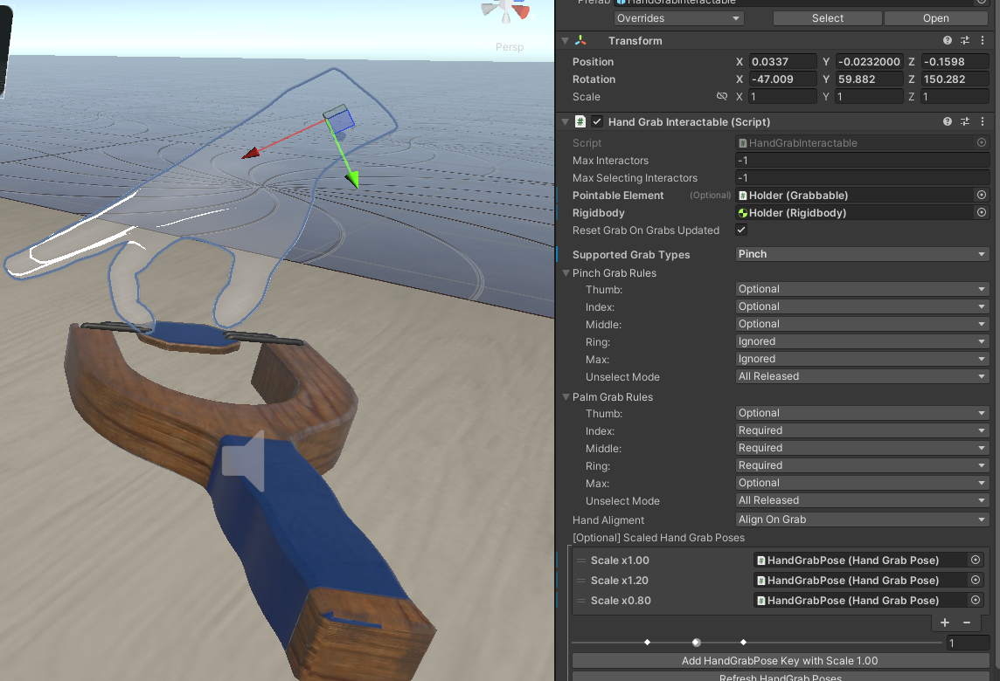 Prefab HandGrabInteractable
Overrides Select Open
Persp
Transform
Position X 0.0337 Y -0.0232000 Z -0.1598
Rotation X -47.009 Y 59.882 Z 150.282
Scale X 1 Y 1 Z 1
# Hand Grab Interactable (Script)
Script # HandGrabInteractable
Max Interactors -1
Max Selecting Interactors -1
Pointable Element (Optional) # Holder (Grabbable)
Rigidbody Holder (Rigidbody)
Reset Grab On Grabs Updated
Supported Grab Types Pinch
Pinch Grab Rules
Thumb: Optional
Index: Optional
Middle: Optional
Ring: Ignored
Max: Ignored
Unselect Mode All Released
Palm Grab Rules
Thumb: Optional
Index: Required
Middle: Required
Ring: Required
Max: Optional
Unselect Mode All Released
Hand Aligment Align On Grab
[Optional] Scaled Hand Grab Poses
Scale x1.00 # HandGrabPose (Hand Grab Pose)
Scale x1.20 # HandGrabPose (Hand Grab Pose)
Scale x0.80 # HandGrabPose (Hand Grab Pose)
+ −
1
Add HandGrabPose Key with Scale 1.00
Refresh HandGrab Poses